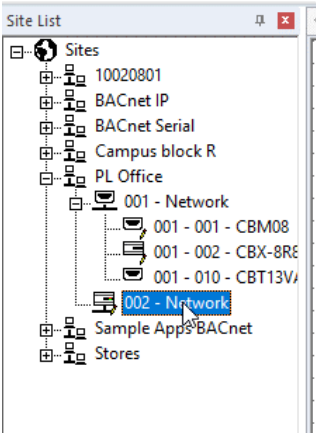 Site List
Sites
10020801
BACnet IP
BACnet Serial
Campus block R
PL Office
001 - Network
001 - 001 - CBM08
001 - 002 - CBX-8R8
001 - 010 - CBT13VA
002 - Network
Sample Apps BACnet
Stores